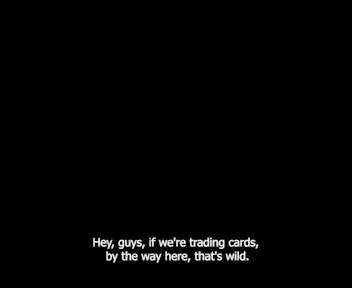 Hey, guys, if we're trading cards,
by the way here, that's wild.